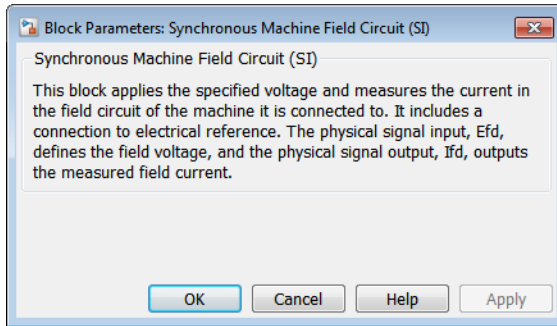 Block Parameters: Synchronous Machine Field Circuit (SI)
Synchronous Machine Field Circuit (SI)
This block applies the specified voltage and measures the current in
the field circuit of the machine it is connected to. It includes a
connection to electrical reference. The physical signal input, Efd,
defines the field voltage, and the physical signal output, Ifd, outputs
the measured field current.
OK Cancel Help Apply